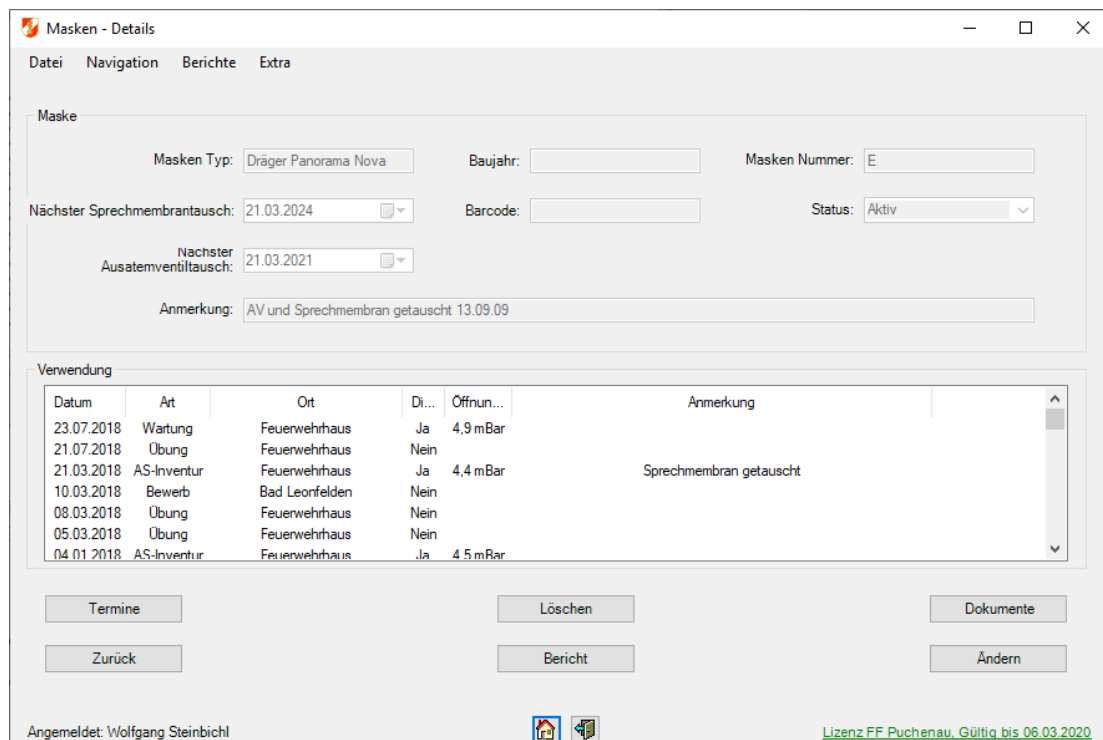 Masken - Details
Datei Navigation Berichte Extra
Maske
Masken Typ: Dräger Panorama Nova Baujahr: Masken Nummer: E
Nächster Sprechmembrantausch: 21.03.2024 Barcode: Status: Aktiv
Nächster
Ausatemventiltausch: 21.03.2021
Anmerkung: AV und Sprechmembran getauscht 13.09.09
Verwendung
Datum Art Ort Di... Öffnun... Anmerkung
23.07.2018 Wartung Feuerwehrhaus Ja 4,9 mBar
21.07.2018 Übung Feuerwehrhaus Nein
21.03.2018 AS-Inventur Feuerwehrhaus Ja 4,4 mBar Sprechmembran getauscht
10.03.2018 Bewerb Bad Leonfelden Nein
08.03.2018 Übung Feuerwehrhaus Nein
05.03.2018 Übung Feuerwehrhaus Nein
04.01.2018 AS-Inventur Feuerwehrhaus Ja 4,5 mBar
Termine Löschen Dokumente
Zurück Bericht Ändern
Angemeldet: Wolfgang Steinbichl Lizenz FF Puchenau, Gültig bis 06.03.2020